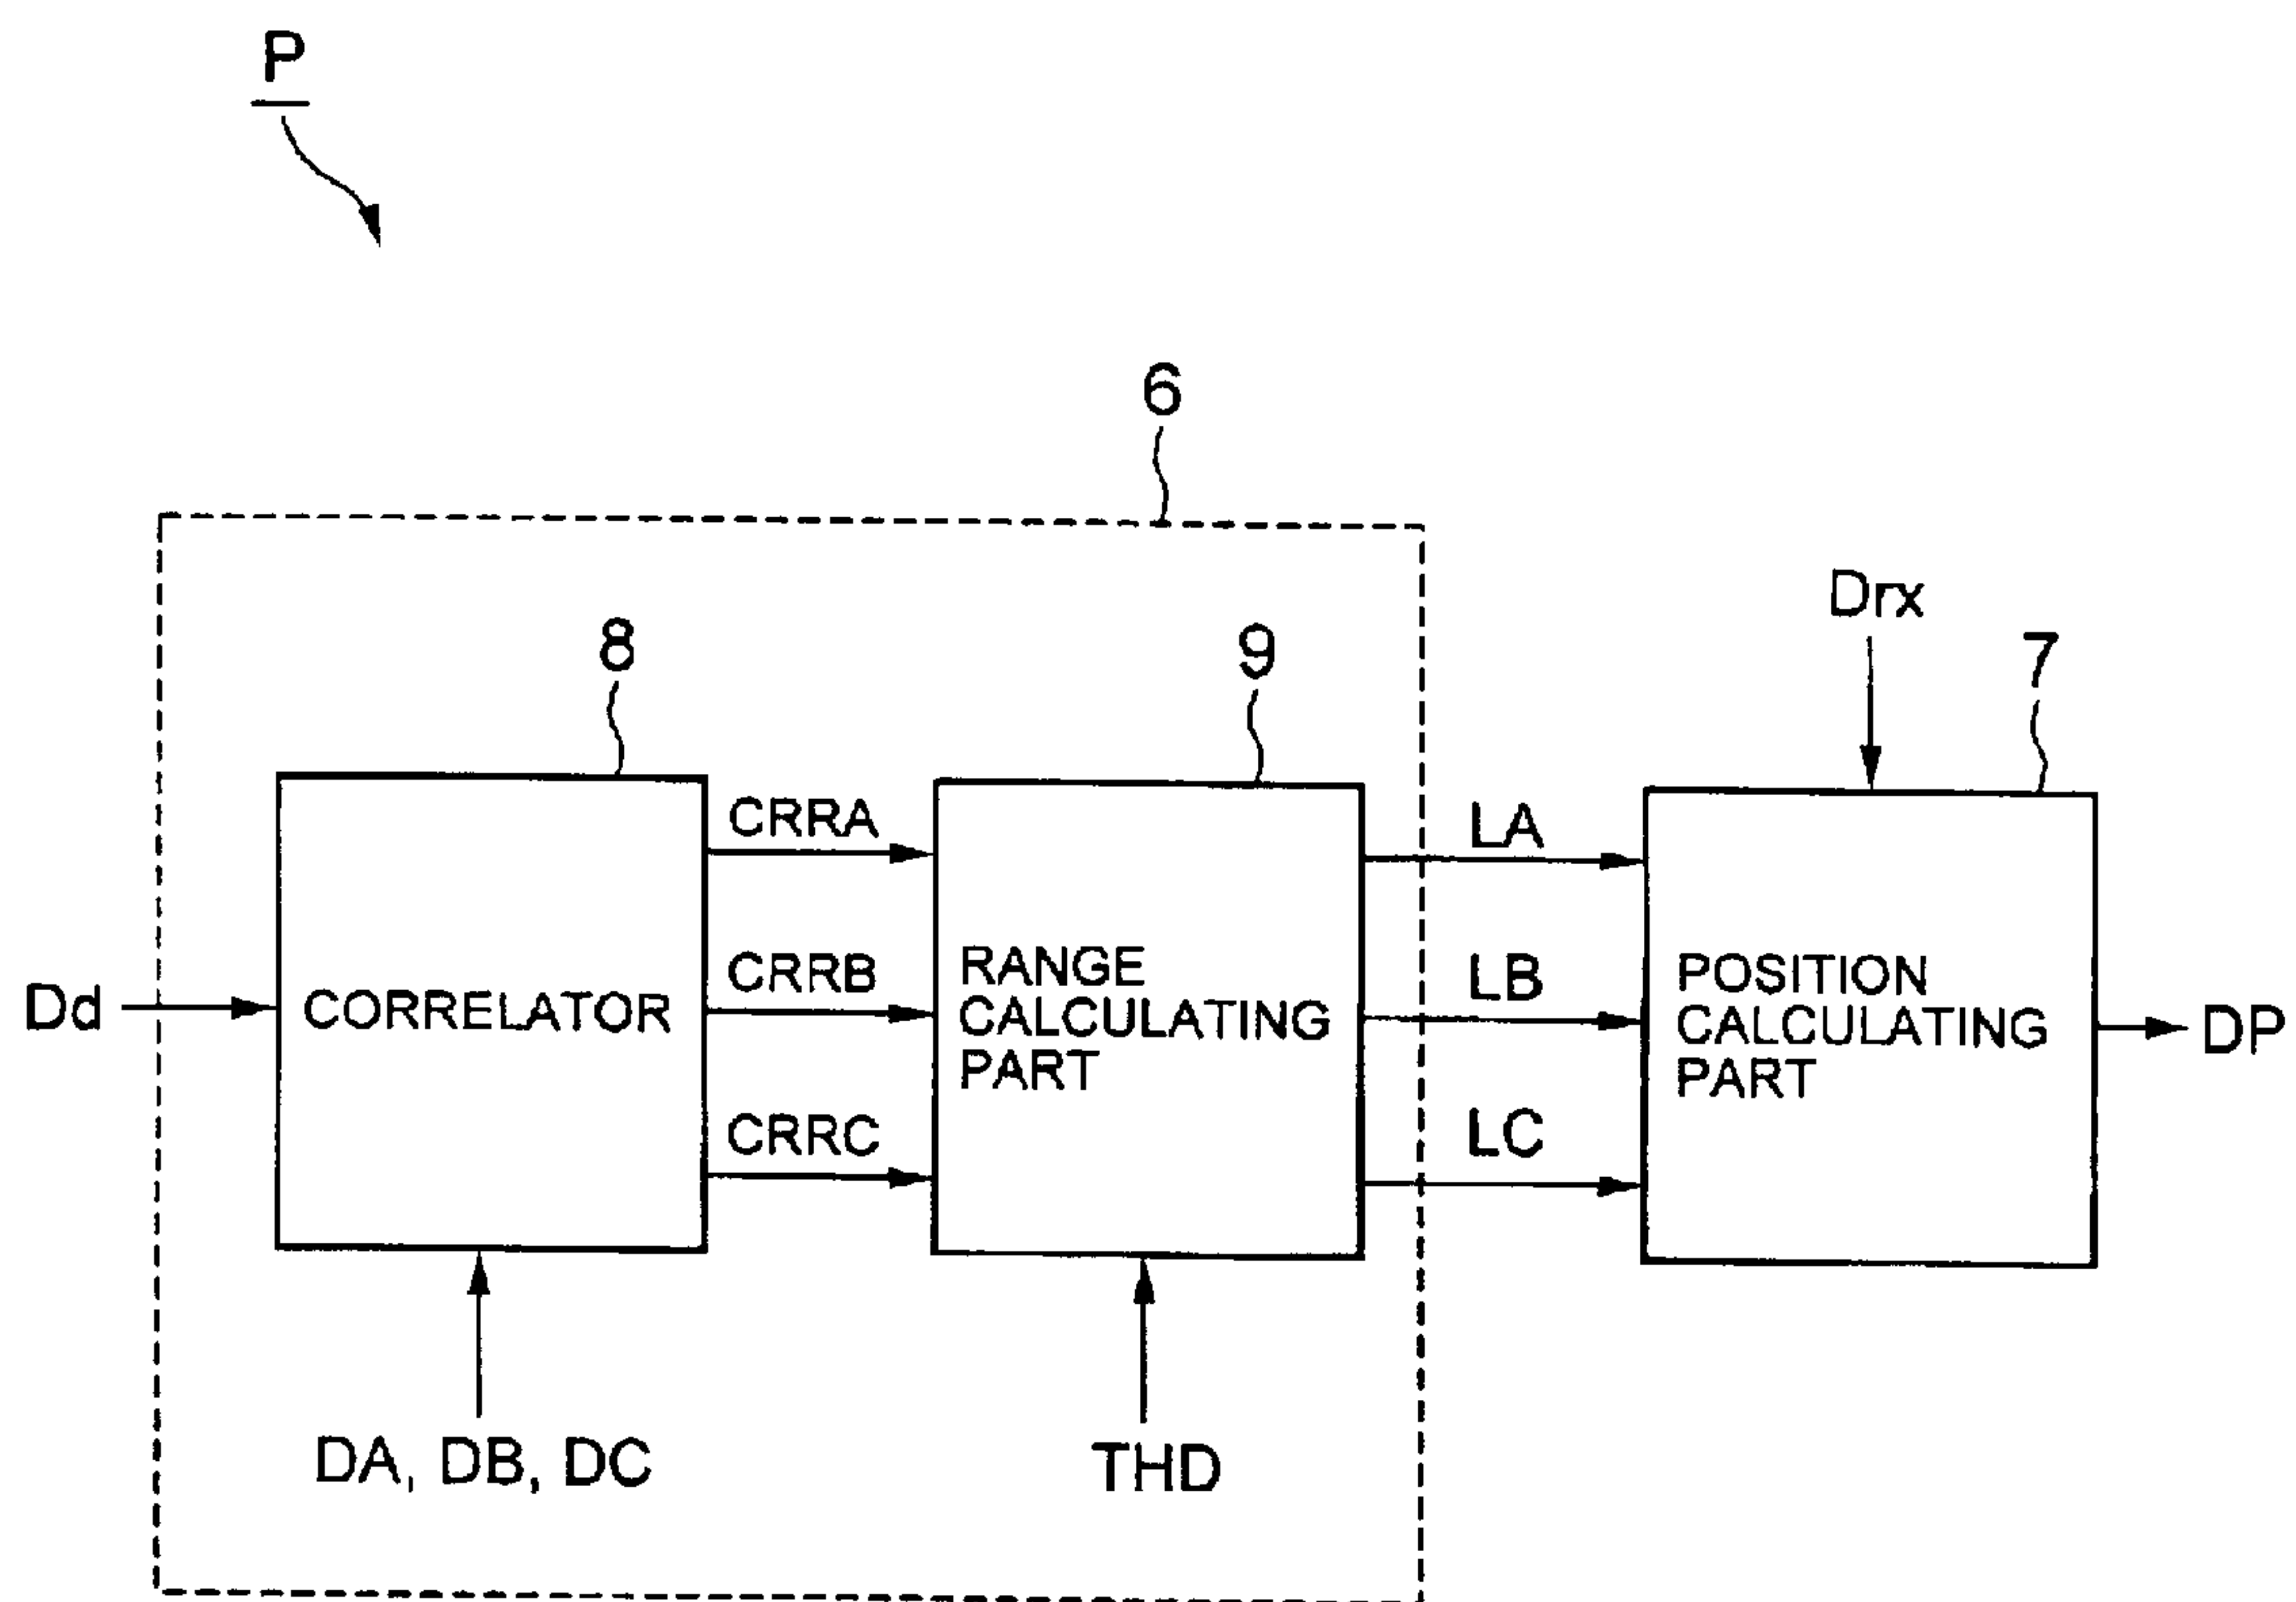 P
6
Drx
8
9
7
CRRA
LA
CRRB
LB
Dd
CORRELATOR
RANGE
CALCULATING
PART
POSITION
CALCULATING
PART
DP
CRRC
LC
DA, DB, DC
THD